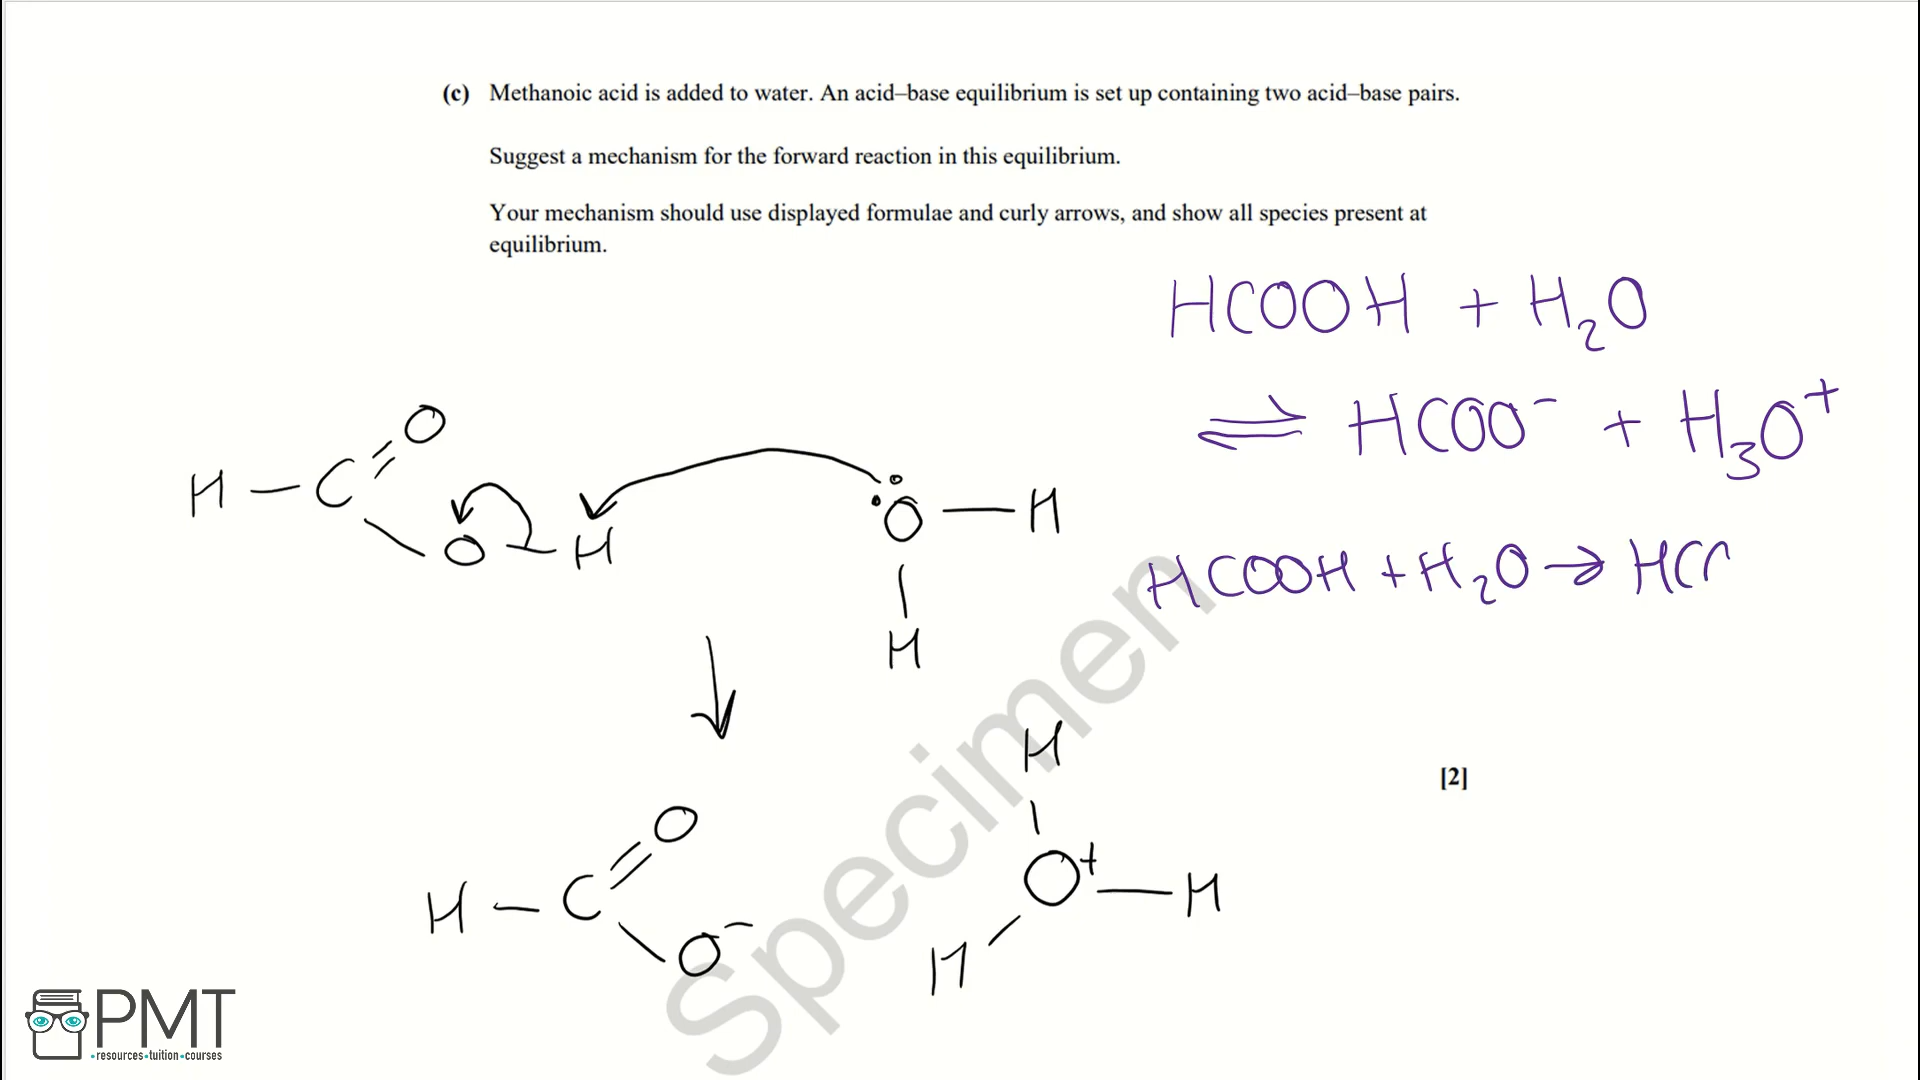 (c) Methanoic acid is added to water. An acid–base equilibrium is set up containing two acid–base pairs.
Suggest a mechanism for the forward reaction in this equilibrium.
Your mechanism should use displayed formulae and curly arrows, and show all species present at
equilibrium.
HCOOH + H₂O
⇌ HCOO⁻ + H₃O⁺
HCOOH + H₂O → HC
O
H – C
O – H
O – H
H
H
[2]
O
H – C
O⁻
O⁺ – H
H
Specimen
PMT
•resources•tuition•courses